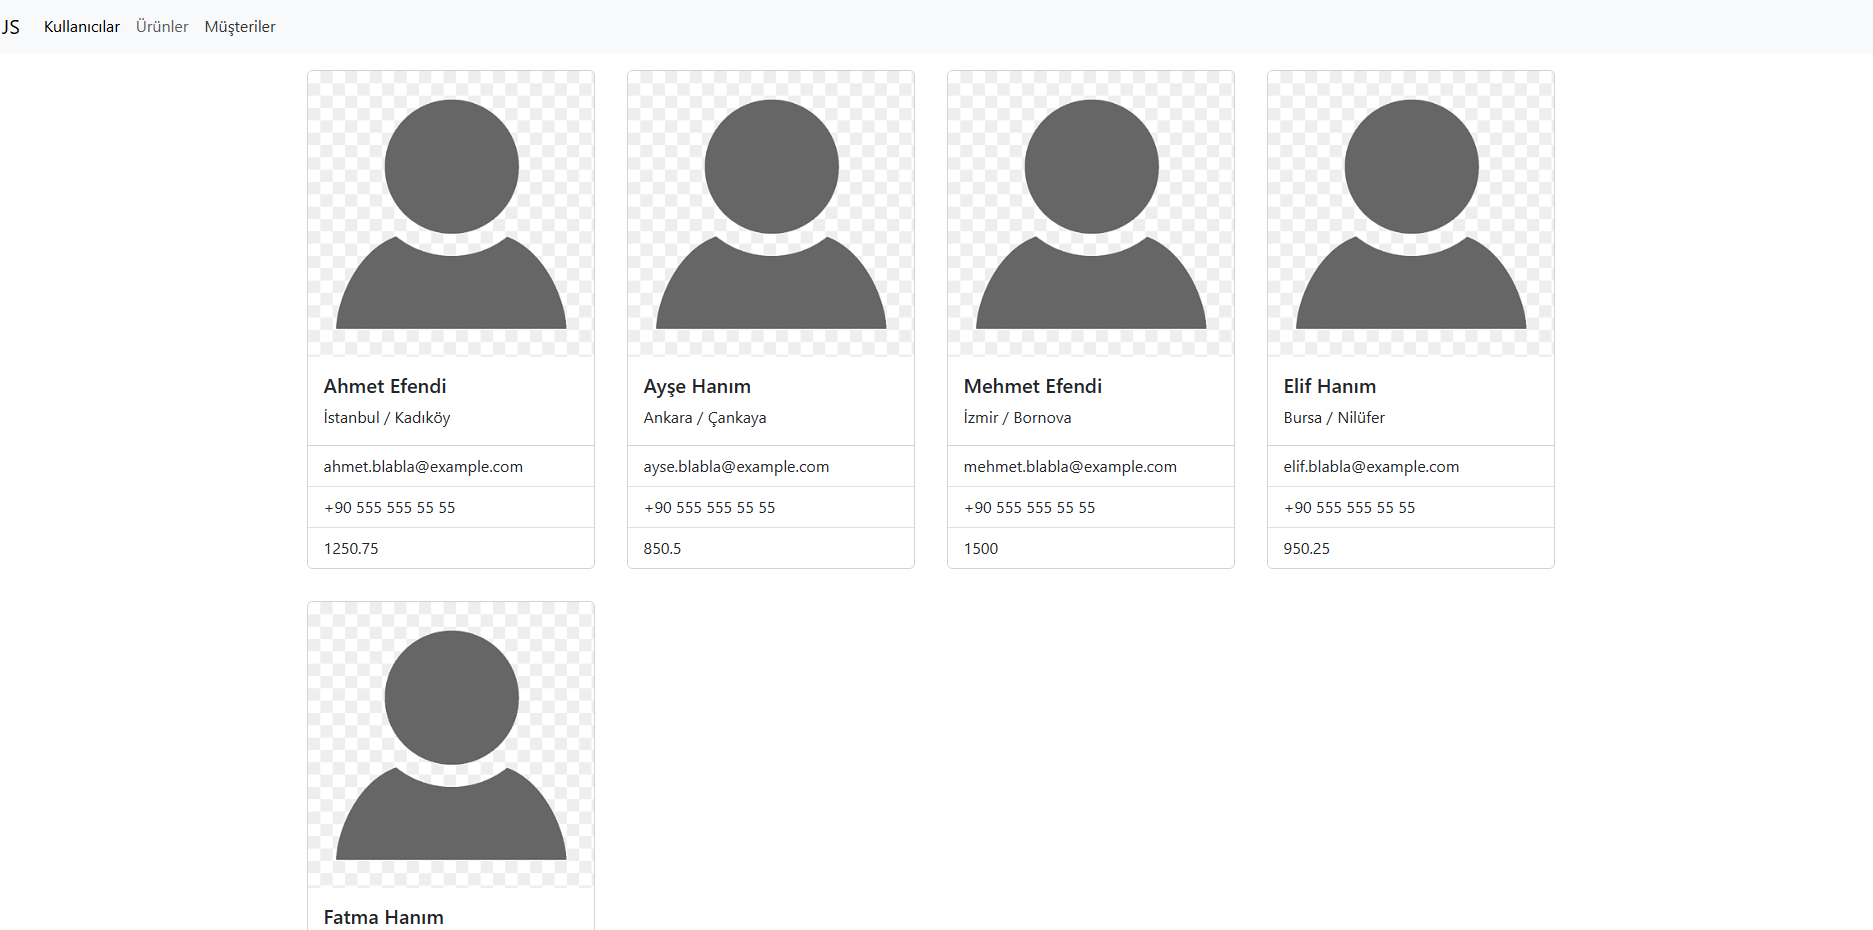 JS Kullanıcılar Ürünler Müşteriler
Ahmet Efendi
İstanbul / Kadıköy
ahmet.blabla@example.com
+90 555 555 55 55
1250.75
Ayşe Hanım
Ankara / Çankaya
ayse.blabla@example.com
+90 555 555 55 55
850.5
Mehmet Efendi
İzmir / Bornova
mehmet.blabla@example.com
+90 555 555 55 55
1500
Elif Hanım
Bursa / Nilüfer
elif.blabla@example.com
+90 555 555 55 55
950.25
Fatma Hanım